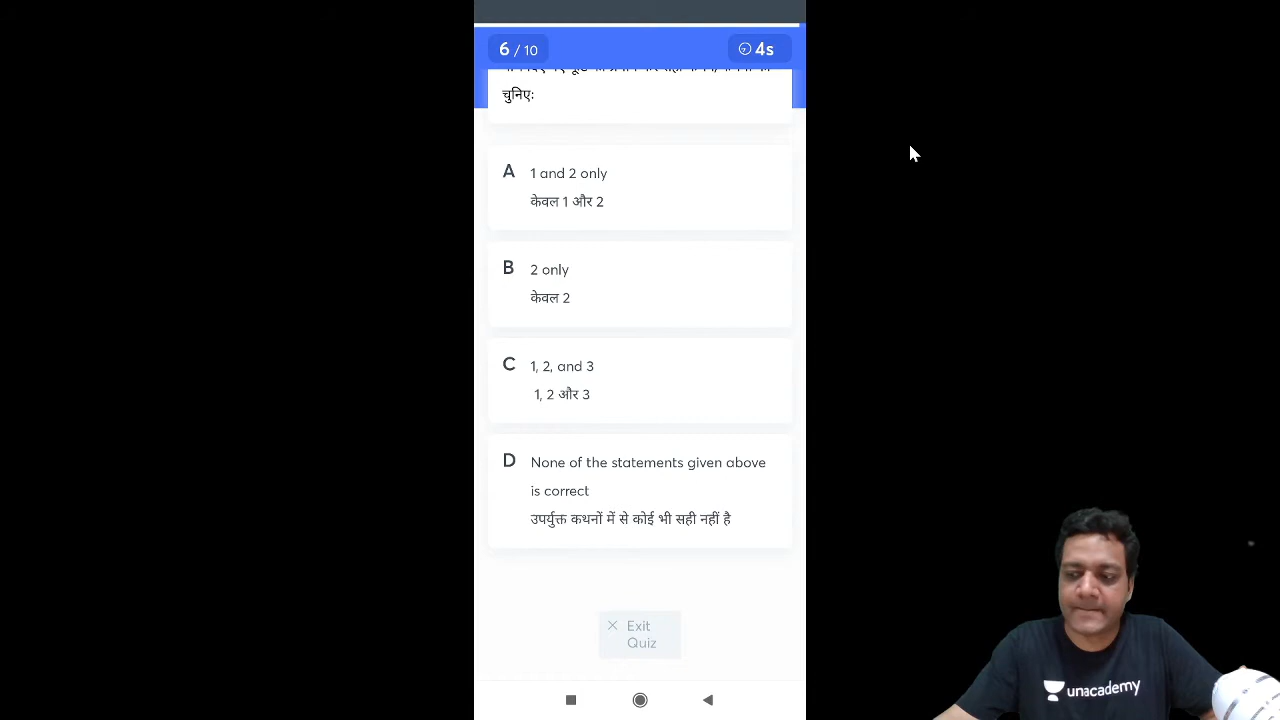 6 / 10
4s
चुनिए:
A 1 and 2 only
केवल 1 और 2
B 2 only
केवल 2
C 1, 2, and 3
1, 2 और 3
D None of the statements given above
is correct
उपर्युक्त कथनों में से कोई भी सही नहीं है
× Exit
Quiz
unacademy